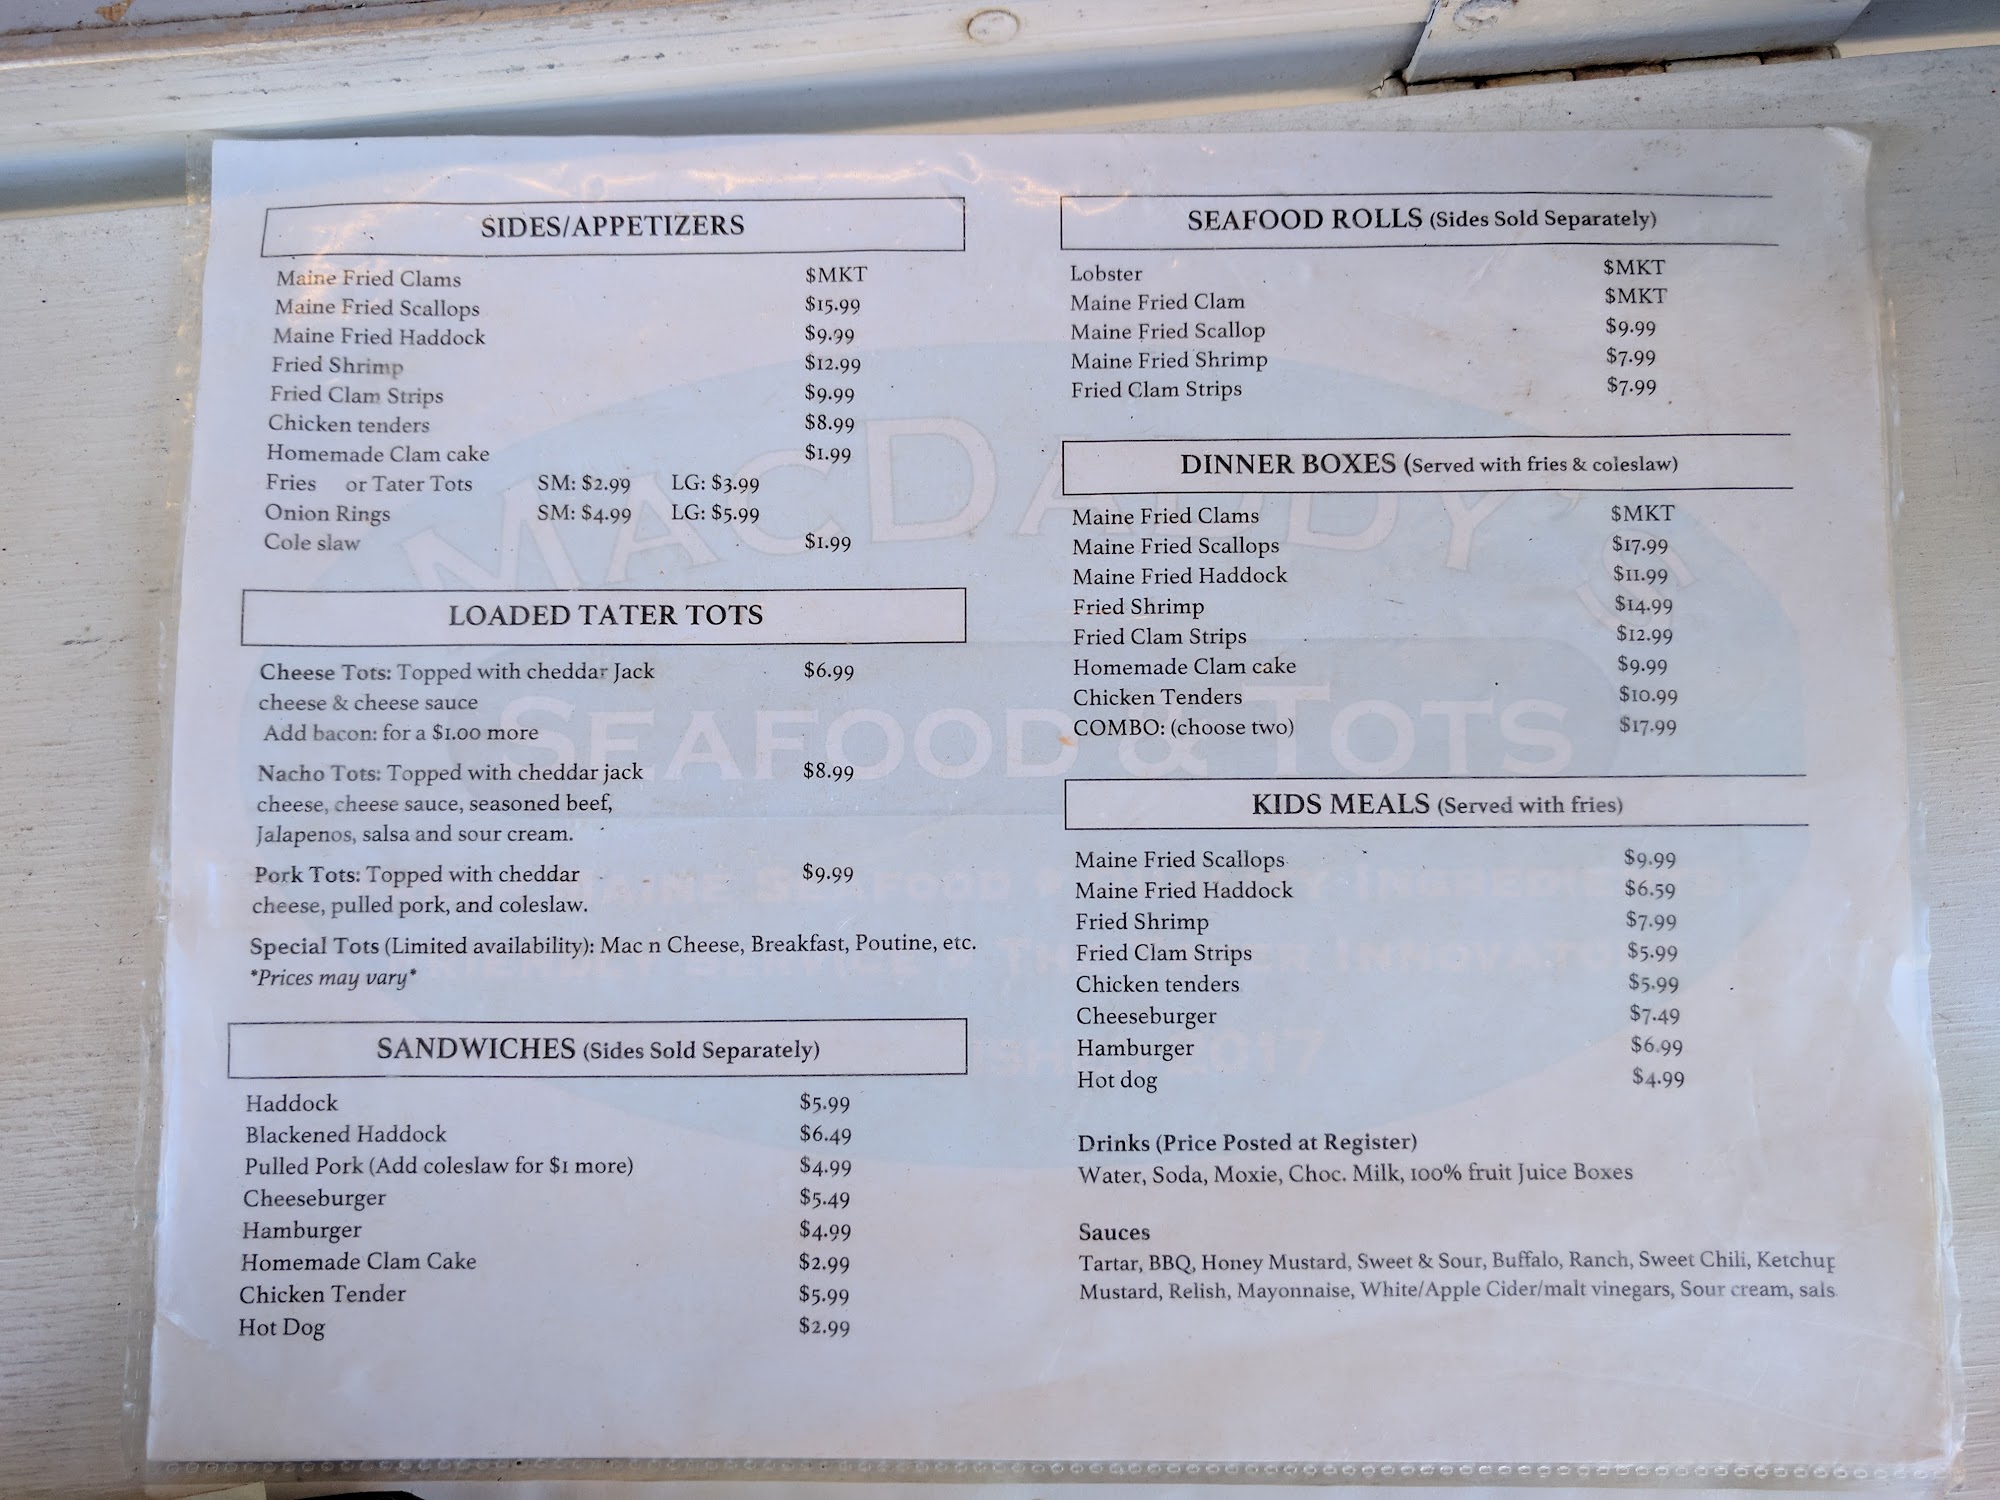 SIDES/APPETIZERS
Maine Fried Clams $MKT
Maine Fried Scallops $15.99
Maine Fried Haddock $9.99
Fried Shrimp $12.99
Fried Clam Strips $9.99
Chicken tenders $8.99
Homemade Clam cake $1.99
Fries or Tater Tots SM: $2.99 LG: $3.99
Onion Rings SM: $4.99 LG: $5.99
Cole slaw $1.99
LOADED TATER TOTS
Cheese Tots: Topped with cheddar Jack $6.99
cheese & cheese sauce
Add bacon: for a $1.00 more
Nacho Tots: Topped with cheddar jack $8.99
cheese, cheese sauce, seasoned beef,
Jalapenos, salsa and sour cream.
Pork Tots: Topped with cheddar $9.99
cheese, pulled pork, and coleslaw.
Special Tots (Limited availability): Mac n Cheese, Breakfast, Poutine, etc.
*Prices may vary*
SANDWICHES (Sides Sold Separately)
Haddock $5.99
Blackened Haddock $6.49
Pulled Pork (Add coleslaw for $1 more) $4.99
Cheeseburger $5.49
Hamburger $4.99
Homemade Clam Cake $2.99
Chicken Tender $5.99
Hot Dog $2.99
SEAFOOD ROLLS (Sides Sold Separately)
Lobster $MKT
Maine Fried Clam $MKT
Maine Fried Scallop $9.99
Maine Fried Shrimp $7.99
Fried Clam Strips $7.99
DINNER BOXES (Served with fries & coleslaw)
Maine Fried Clams $MKT
Maine Fried Scallops $17.99
Maine Fried Haddock $11.99
Fried Shrimp $14.99
Fried Clam Strips $12.99
Homemade Clam cake $9.99
Chicken Tenders $10.99
COMBO: (choose two) $17.99
KIDS MEALS (Served with fries)
Maine Fried Scallops $9.99
Maine Fried Haddock $6.59
Fried Shrimp $7.99
Fried Clam Strips $5.99
Chicken tenders $5.99
Cheeseburger $7.49
Hamburger $6.99
Hot dog $4.99
Drinks (Price Posted at Register)
Water, Soda, Moxie, Choc. Milk, 100% fruit Juice Boxes
Sauces
Tartar, BBQ, Honey Mustard, Sweet & Sour, Buffalo, Ranch, Sweet Chili, Ketchup
Mustard, Relish, Mayonnaise, White/Apple Cider/malt vinegars, Sour cream, sals
MACDADDY'S
SEAFOOD & TOTS